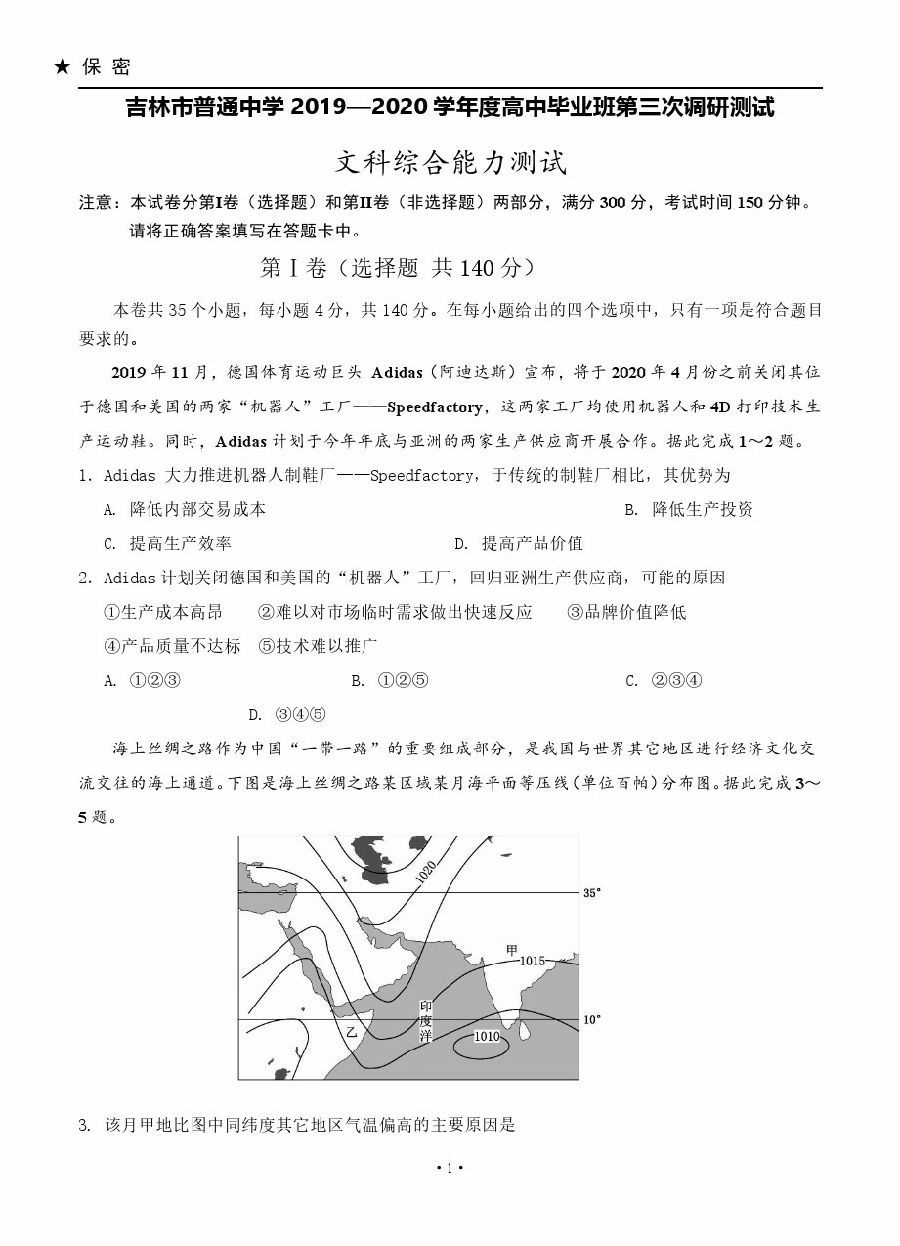 ★ 保 密
吉林市普通中学 2019—2020 学年度高中毕业班第三次调研测试
文科综合能力测试
注意：本试卷分第Ⅰ卷（选择题）和第Ⅱ卷（非选择题）两部分，满分 300 分，考试时间 150 分钟。
请将正确答案填写在答题卡中。
第Ⅰ卷（选择题 共 140 分）
本卷共 35 个小题，每小题 4 分，共 140 分。在每小题给出的四个选项中，只有一项是符合题目
要求的。
2019 年 11 月，德国体育运动巨头 Adidas（阿迪达斯）宣布，将于 2020 年 4 月份之前关闭其位
于德国和美国的两家“机器人”工厂——Speedfactory，这两家工厂均使用机器人和 4D 打印技术生
产运动鞋。同时，Adidas 计划于今年年底与亚洲的两家生产供应商开展合作。据此完成 1～2 题。
1. Adidas 大力推进机器人制鞋厂——Speedfactory，于传统的制鞋厂相比，其优势为
A. 降低内部交易成本 B. 降低生产投资
C. 提高生产效率 D. 提高产品价值
2. Adidas 计划关闭德国和美国的“机器人”工厂，回归亚洲生产供应商，可能的原因
①生产成本高昂 ②难以对市场临时需求做出快速反应 ③品牌价值降低
④产品质量不达标 ⑤技术难以推广
A. ①②③ B. ①②⑤ C. ②③④
D. ③④⑤
海上丝绸之路作为中国“一带一路”的重要组成部分，是我国与世界其它地区进行经济文化交
流交往的海上通道。下图是海上丝绸之路某区域某月海平面等压线（单位百帕）分布图。据此完成 3～
5 题。
1020
35°
甲
1015
印度洋
10°
乙
1010
3. 该月甲地比图中同纬度其它地区气温偏高的主要原因是
·1·